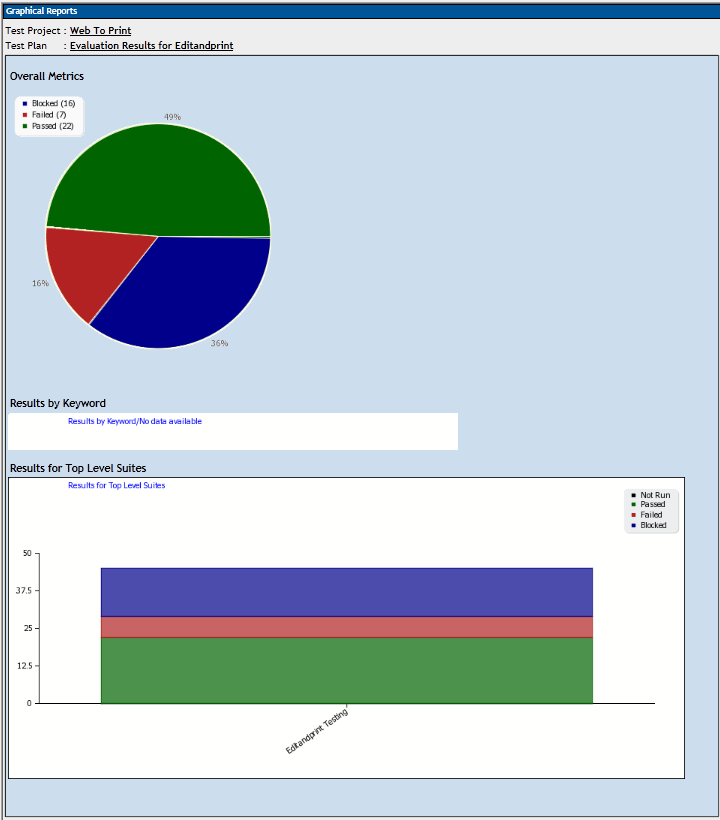 Graphical Reports
Test Project : Web To Print
Test Plan : Evaluation Results for Editandprint
Overall Metrics
Blocked (16)
Failed (7)
Passed (22)
49%
16%
36%
Results by Keyword
Results by Keyword/No data available
Results for Top Level Suites
Results for Top Level Suites
Not Run
Passed
Failed
Blocked
50
37.5
25
12.5
0
Editandprint Testing